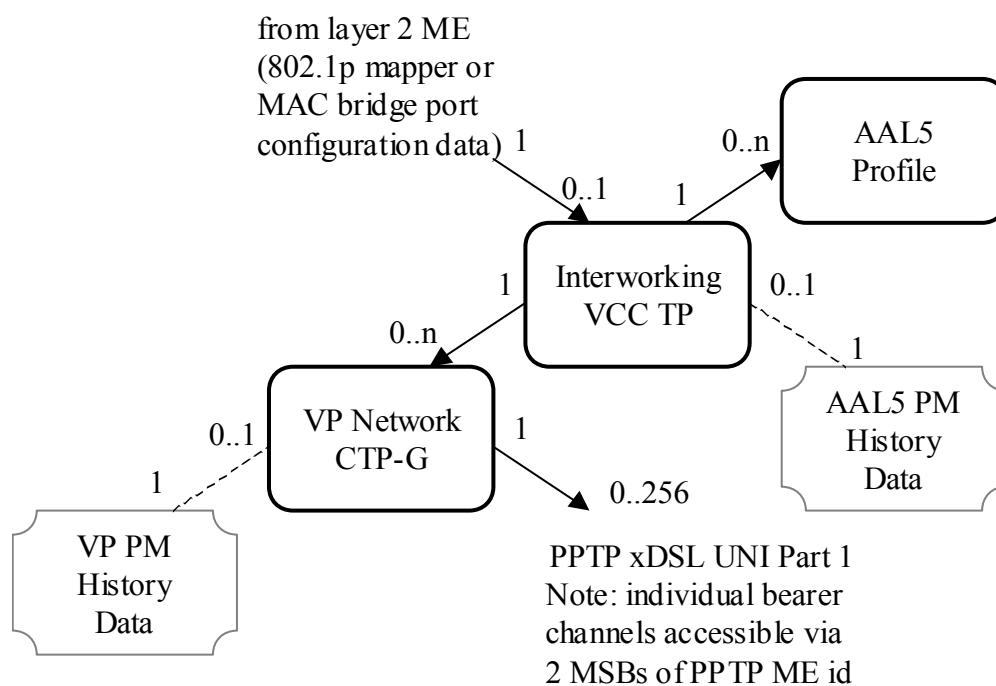 from layer 2 ME
(802.1p mapper or
MAC bridge port
configuration data)
1
0..1
0..n
1
AAL5
Profile
Interworking
VCC TP
1
0..n
0..1
1
VP Network
CTP-G
0..1
1
1
0..256
AAL5 PM
History
Data
VP PM
History
Data
PPTP xDSL UNI Part 1
Note: individual bearer
channels accessible via
2 MSBs of PPTP ME id